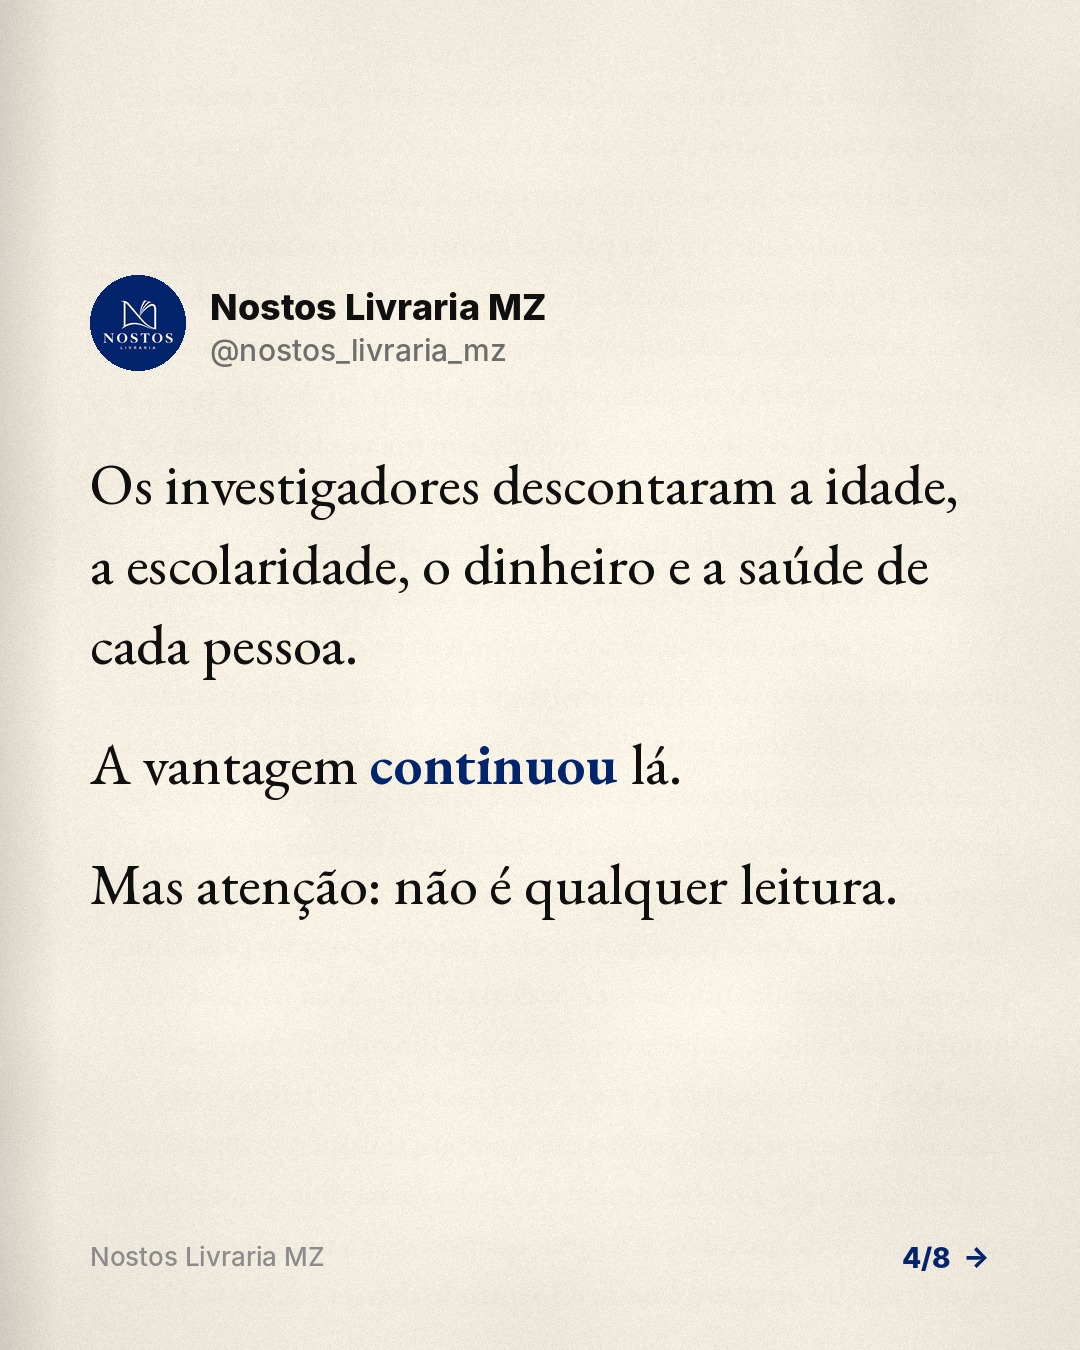 NOSTOS
LIVRARIA
Nostos Livraria MZ
@nostos_livraria_mz
Os investigadores descontaram a idade,
a escolaridade, o dinheiro e a saúde de
cada pessoa.
A vantagem continuou lá.
Mas atenção: não é qualquer leitura.
Nostos Livraria MZ
4/8 →